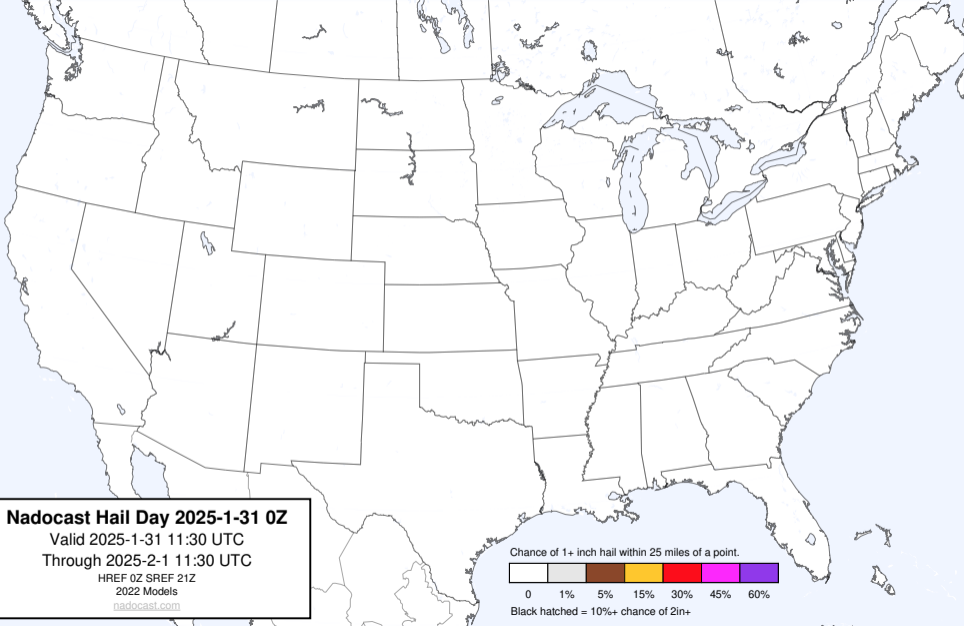 Nadocast Hail Day 2025-1-31 0Z
Valid 2025-1-31 11:30 UTC
Through 2025-2-1 11:30 UTC
HREF 0Z SREF 21Z
2022 Models
nadocast.com
Chance of 1+ inch hail within 25 miles of a point.
0 1% 5% 15% 30% 45% 60%
Black hatched = 10%+ chance of 2in+